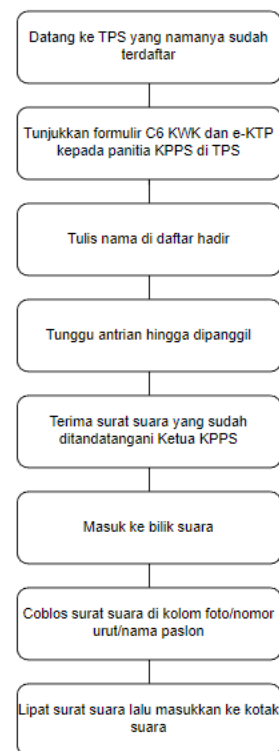 Datang ke TPS yang namanya sudah
terdaftar
Tunjukkan formulir C6 KWK dan e-KTP
kepada panitia KPPS di TPS
Tulis nama di daftar hadir
Tunggu antrian hingga dipanggil
Terima surat suara yang sudah
ditandatangani Ketua KPPS
Masuk ke bilik suara
Coblos surat suara di kolom foto/nomor
urut/nama paslon
Lipat surat suara lalu masukkan ke kotak
suara